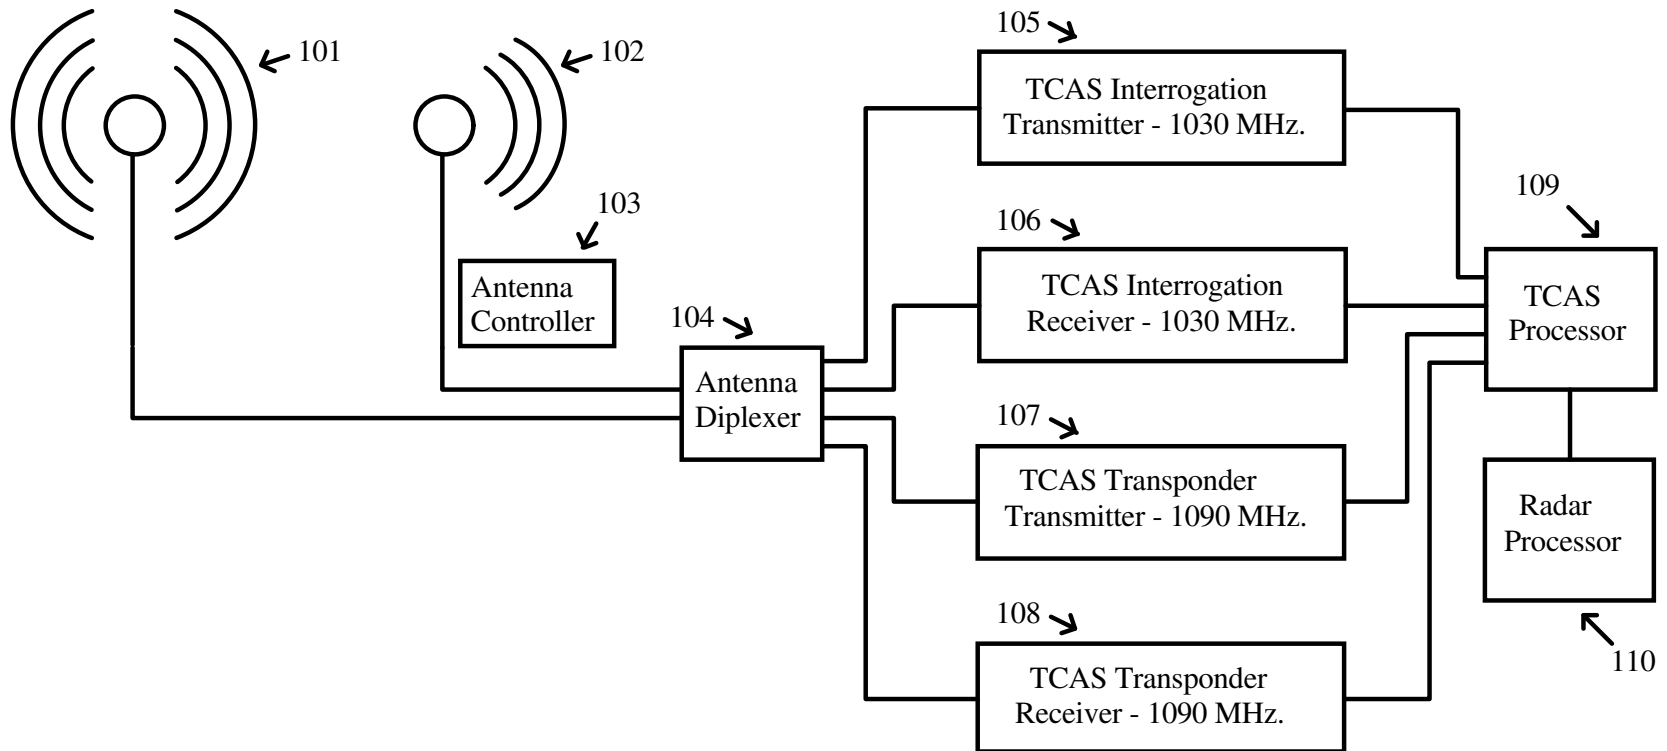 101
102
103
Antenna
Controller
104
Antenna
Diplexer
105
TCAS Interrogation
Transmitter - 1030 MHz.
106
TCAS Interrogation
Receiver - 1030 MHz.
107
TCAS Transponder
Transmitter - 1090 MHz.
108
TCAS Transponder
Receiver - 1090 MHz.
109
TCAS
Processor
Radar
Processor
110